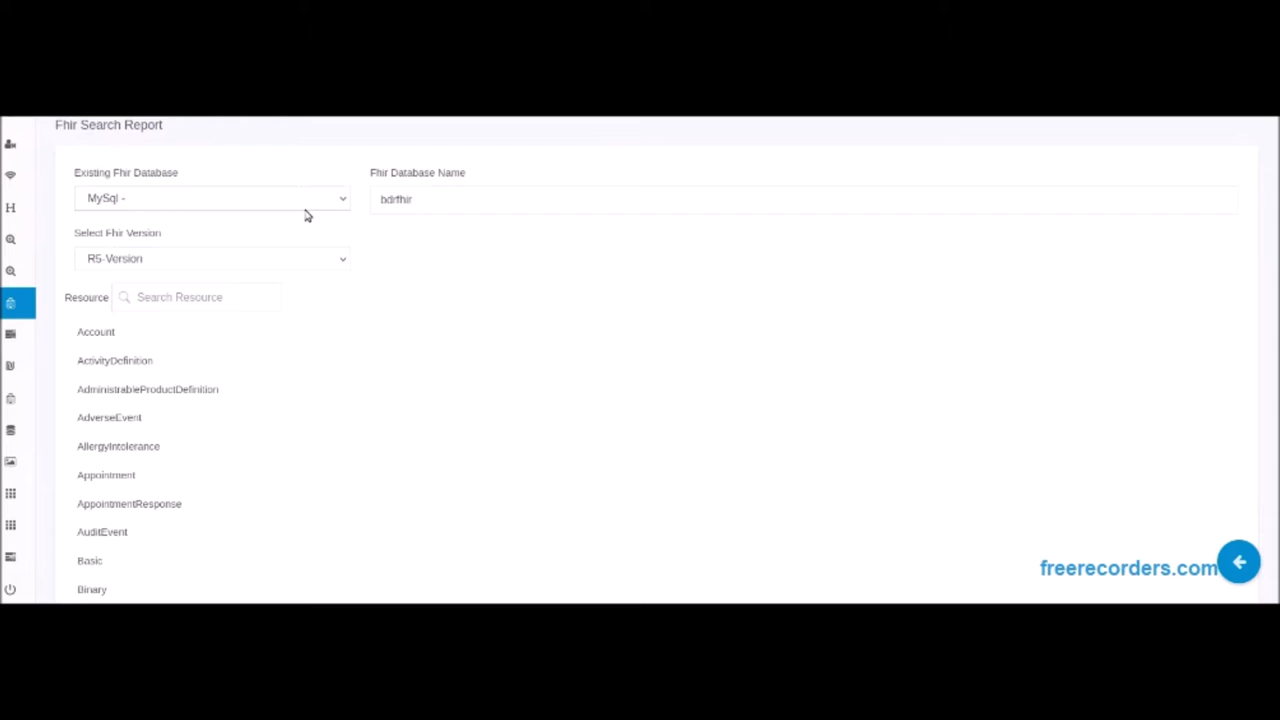 Fhir Search Report
Existing Fhir Database
Fhir Database Name
MySql -
bdrfhir
Select Fhir Version
R5-Version
Resource
Search Resource
Account
ActivityDefinition
AdministrableProductDefinition
AdverseEvent
AllergyIntolerance
Appointment
AppointmentResponse
AuditEvent
Basic
Binary
freerecorders.com